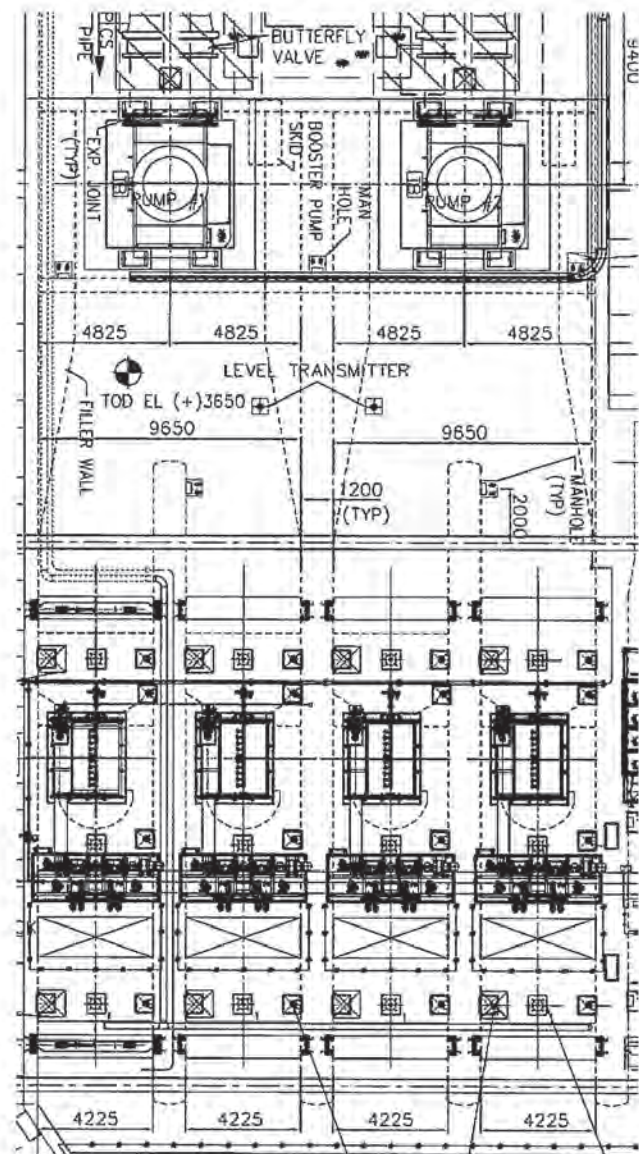 PICS
PIPE
BUTTERFLY
VALVE
9400
EXP. JOINT
(TYP)
PUMP #1
BOOSTER PUMP
SKID
MAN
HOLE
PUMP #2
4825
4825
4825
4825
LEVEL TRANSMITTER
TOD EL (+)3650
FILLER WALL
9650
9650
1200
(TYP)
MANHOLE
(TYP)
2000
4225
4225
4225
4225